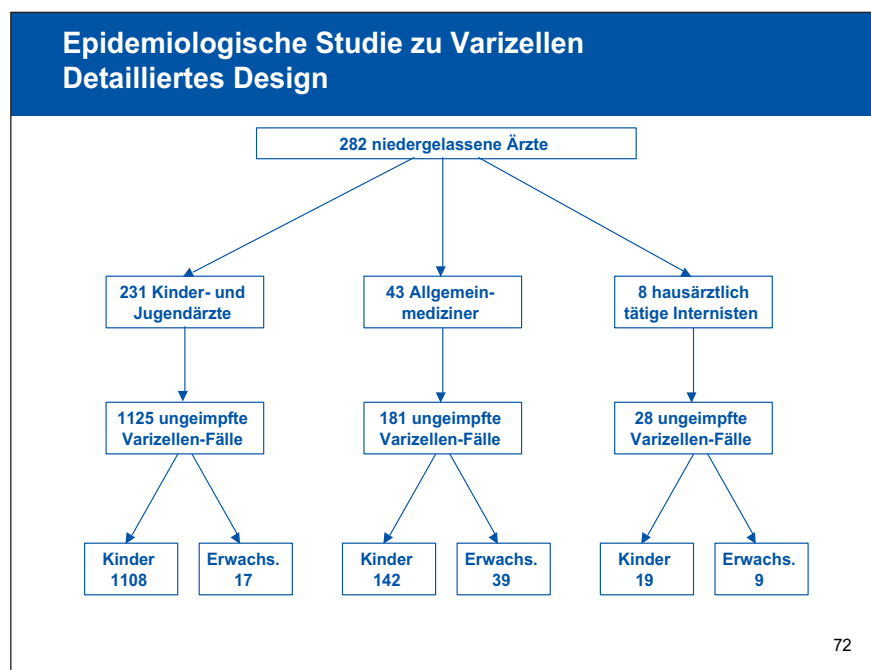 Epidemiologische Studie zu Varizellen
Detailliertes Design
282 niedergelassene Ärzte
231 Kinder- und
Jugendärzte
43 Allgemein-
mediziner
8 hausärztlich
tätige Internisten
1125 ungeimpfte
Varizellen-Fälle
181 ungeimpfte
Varizellen-Fälle
28 ungeimpfte
Varizellen-Fälle
Kinder
1108
Erwachs.
17
Kinder
142
Erwachs.
39
Kinder
19
Erwachs.
9
72